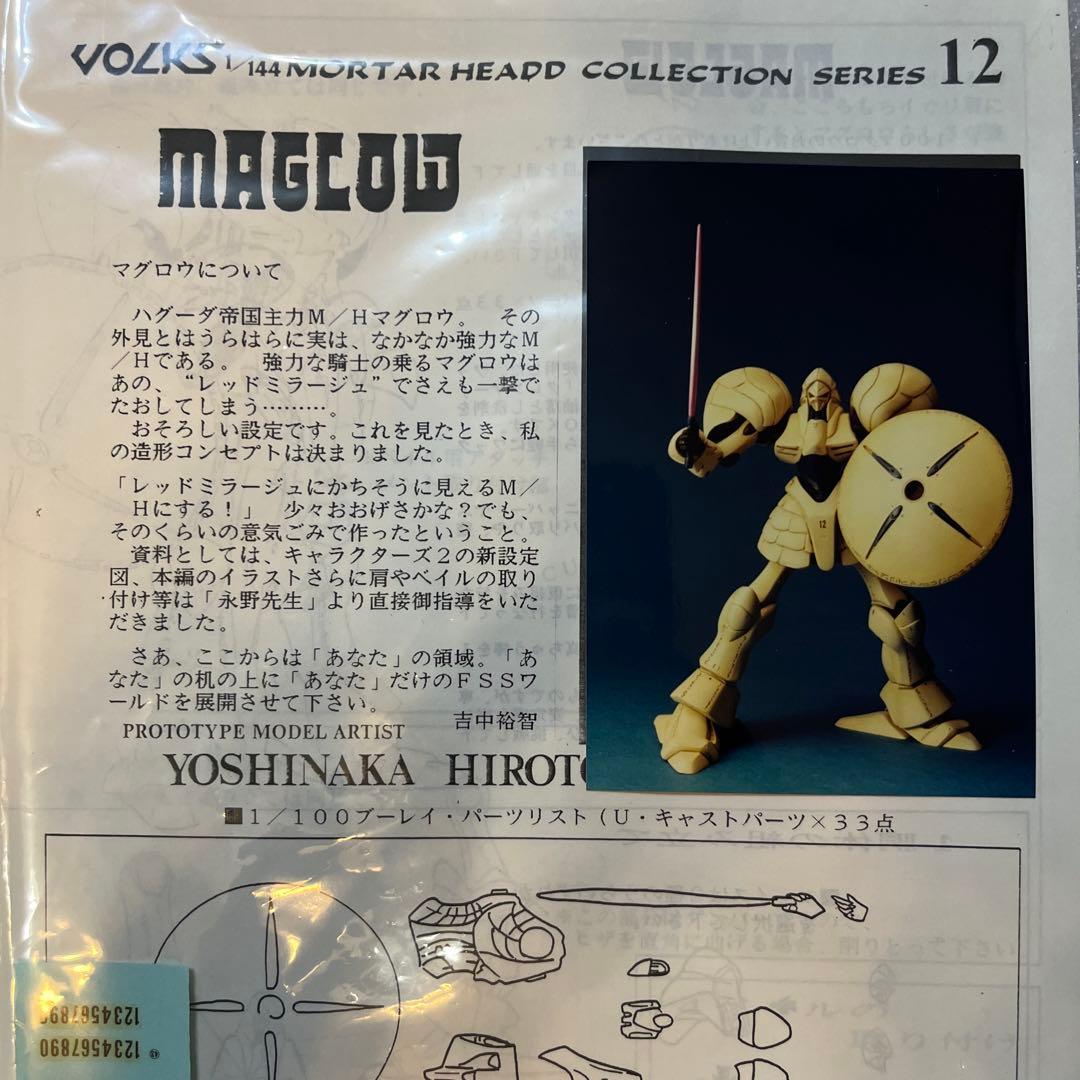 VOLKS 1/144 MORTAR HEADD COLLECTION SERIES 12
MAGLOW
マグロウについて
ハグーダ帝国主力M／Hマグロウ。 その
外見とはうらはらに実は、なかなか強力なM
／Hである。 強力な騎士の乗るマグロウは
あの、“レッドミラージュ”でさえも一撃で
たおしてしまう………。
おそろしい設定です。これを見たとき、私
の造形コンセプトは決まりました。
「レッドミラージュにかちそうに見えるM／
Hにする！」 少々おおげさかな？でも、
そのくらいの意気ごみで作ったということ。
資料としては、キャラクターズ2の新設定
図、本編のイラストさらに肩やベイルの取り
付け等は「永野先生」より直接御指導をいた
だきました。
さあ、ここからは「あなた」の領域。「あ
なた」の机の上に「あなた」だけのFSSワ
ールドを展開させて下さい。
吉中裕智
PROTOTYPE MODEL ARTIST
YOSHINAKA HIROTO
■1／100ブーレイ・パーツリスト（U・キャストパーツ×33点
12
123456789
1234567890